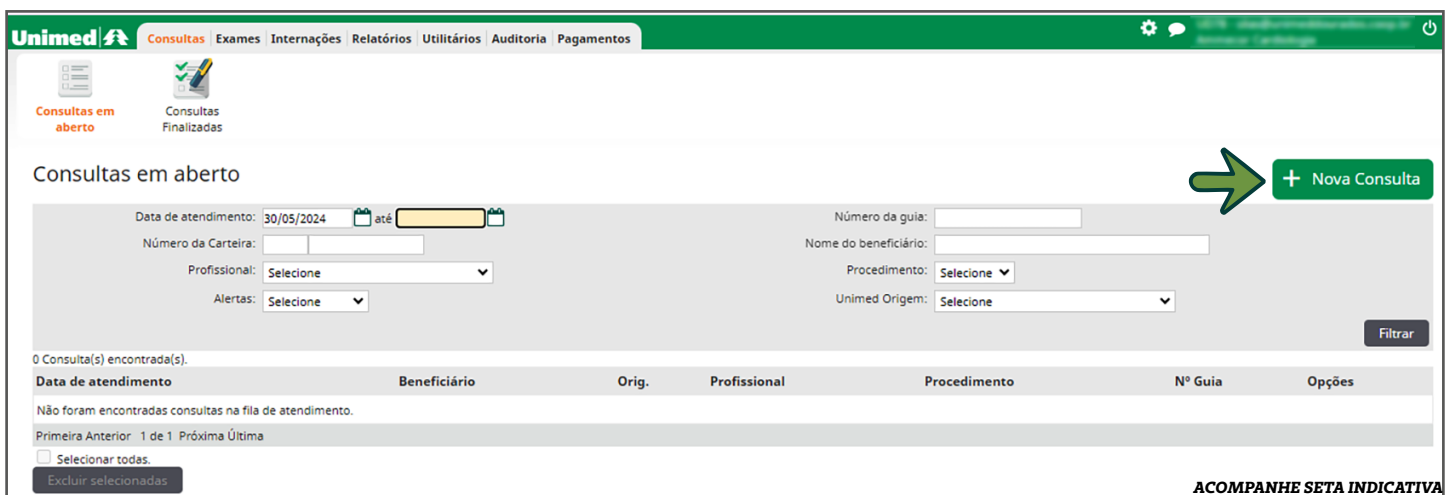 Unimed Consultas Exames Internações Relatórios Utilitários Auditoria Pagamentos
Consultas em aberto
Consultas Finalizadas
Consultas em aberto
+ Nova Consulta
Data de atendimento: 30/05/2024 até
Número da guia:
Número da Carteira:
Nome do beneficiário:
Profissional: Selecione
Procedimento: Selecione
Alertas: Selecione
Unimed Origem: Selecione
Filtrar
0 Consulta(s) encontrada(s).
Data de atendimento Beneficiário Orig. Profissional Procedimento Nº Guia Opções
Não foram encontradas consultas na fila de atendimento.
Primeira Anterior 1 de 1 Próxima Última
Selecionar todas.
Excluir selecionadas
ACOMPANHE SETA INDICATIVA